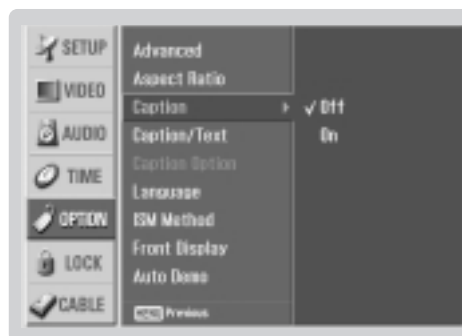 SETUP
VIDEO
AUDIO
TIME
OPTION
LOCK
CABLE
Advanced
Aspect Ratio
Caption
Caption/Text
Caption Option
Language
ISM Method
Front Display
Auto Demo
MENU Previous
✓ Off
On